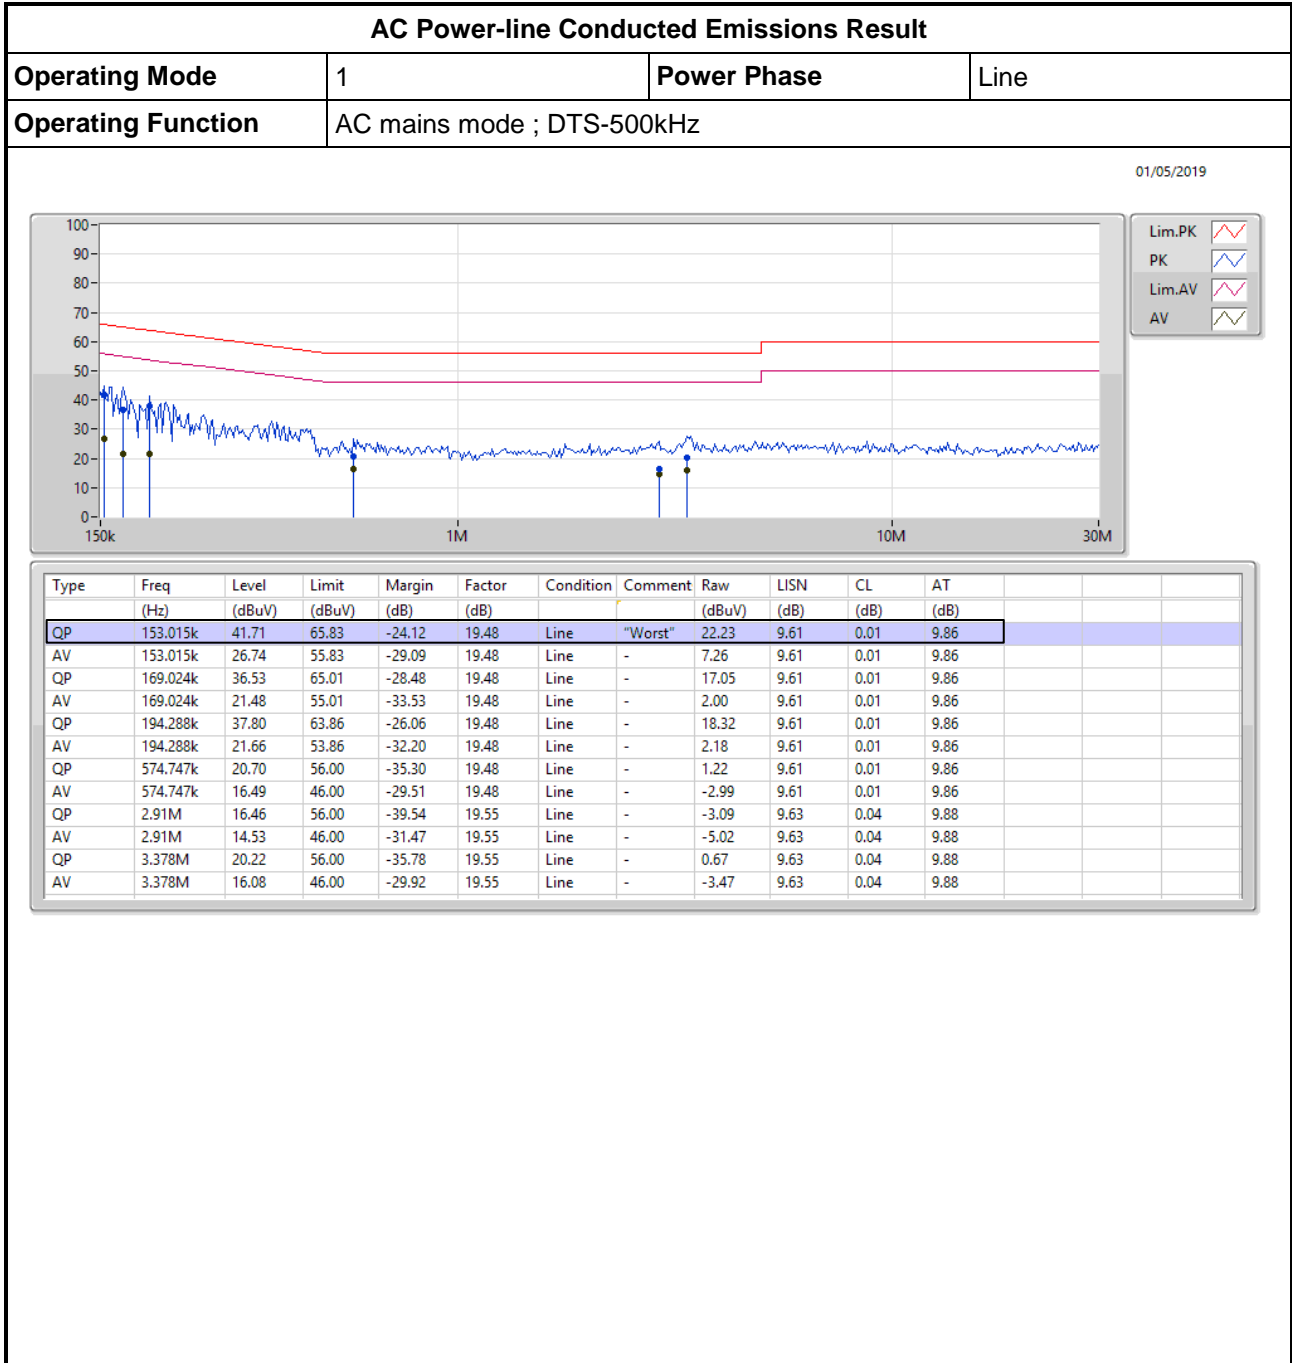 AC Power-line Conducted Emissions Result
Operating Mode 1 Power Phase Line
Operating Function AC mains mode ; DTS-500kHz
01/05/2019
100
90
80
70
60
50
40
30
20
10
0
150k 1M 10M 30M
Lim.PK
PK
Lim.AV
AV
Type Freq Level Limit Margin Factor Condition Comment Raw LISN CL AT
(Hz) (dBuV) (dBuV) (dB) (dB) (dBuV) (dB) (dB) (dB)
QP 153.015k 41.71 65.83 -24.12 19.48 Line "Worst" 22.23 9.61 0.01 9.86
AV 153.015k 26.74 55.83 -29.09 19.48 Line - 7.26 9.61 0.01 9.86
QP 169.024k 36.53 65.01 -28.48 19.48 Line - 17.05 9.61 0.01 9.86
AV 169.024k 21.48 55.01 -33.53 19.48 Line - 2.00 9.61 0.01 9.86
QP 194.288k 37.80 63.86 -26.06 19.48 Line - 18.32 9.61 0.01 9.86
AV 194.288k 21.66 53.86 -32.20 19.48 Line - 2.18 9.61 0.01 9.86
QP 574.747k 20.70 56.00 -35.30 19.48 Line - 1.22 9.61 0.01 9.86
AV 574.747k 16.49 46.00 -29.51 19.48 Line - -2.99 9.61 0.01 9.86
QP 2.91M 16.46 56.00 -39.54 19.55 Line - -3.09 9.63 0.04 9.88
AV 2.91M 14.53 46.00 -31.47 19.55 Line - -5.02 9.63 0.04 9.88
QP 3.378M 20.22 56.00 -35.78 19.55 Line - 0.67 9.63 0.04 9.88
AV 3.378M 16.08 46.00 -29.92 19.55 Line - -3.47 9.63 0.04 9.88